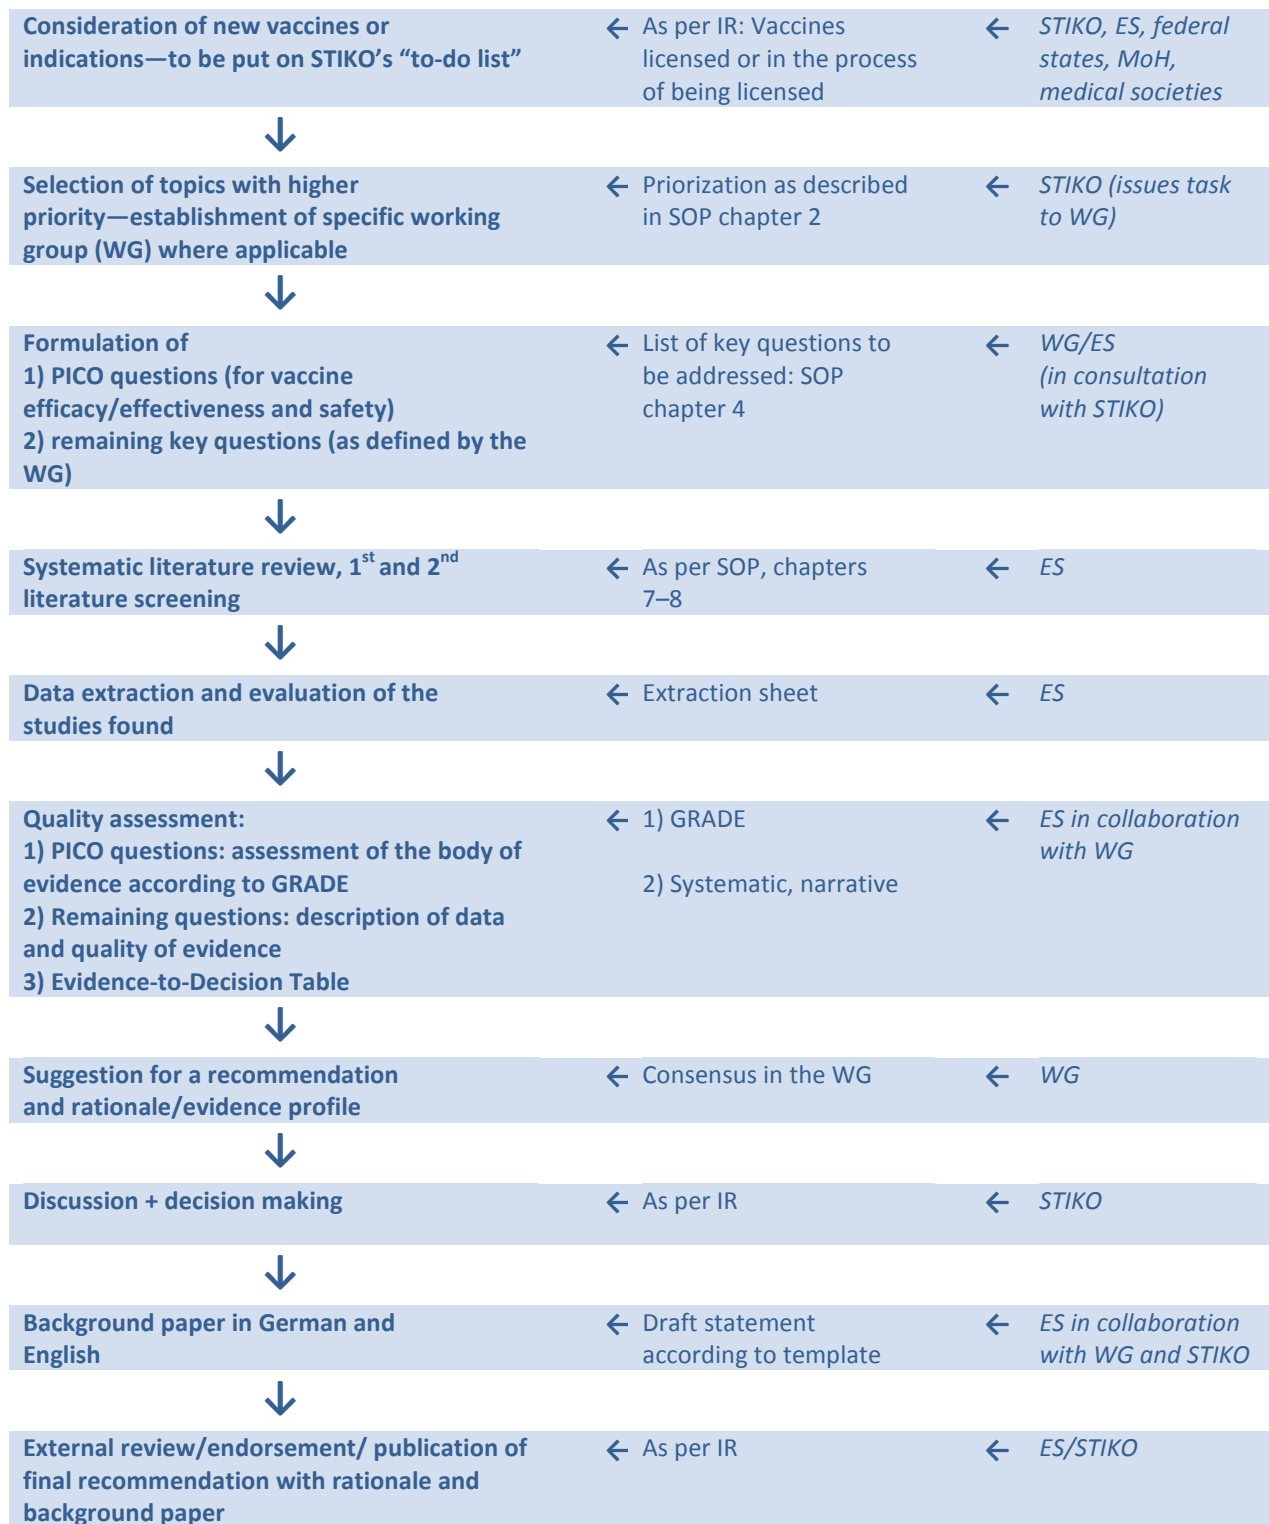 Consideration of new vaccines or
indications—to be put on STIKO’s “to-do list”
← As per IR: Vaccines
licensed or in the process
of being licensed
← STIKO, ES, federal
states, MoH,
medical societies
↓
Selection of topics with higher
priority—establishment of specific working
group (WG) where applicable
← Priorization as described
in SOP chapter 2
← STIKO (issues task
to WG)
↓
Formulation of
1) PICO questions (for vaccine
efficacy/effectiveness and safety)
2) remaining key questions (as defined by the
WG)
← List of key questions to
be addressed: SOP
chapter 4
← WG/ES
(in consultation
with STIKO)
↓
Systematic literature review, 1st and 2nd
literature screening
← As per SOP, chapters
7–8
← ES
↓
Data extraction and evaluation of the
studies found
← Extraction sheet
← ES
↓
Quality assessment:
1) PICO questions: assessment of the body of
evidence according to GRADE
2) Remaining questions: description of data
and quality of evidence
3) Evidence-to-Decision Table
← 1) GRADE
2) Systematic, narrative
← ES in collaboration
with WG
↓
Suggestion for a recommendation
and rationale/evidence profile
← Consensus in the WG
← WG
↓
Discussion + decision making
← As per IR
← STIKO
↓
Background paper in German and
English
← Draft statement
according to template
← ES in collaboration
with WG and STIKO
↓
External review/endorsement/ publication of
final recommendation with rationale and
background paper
← As per IR
← ES/STIKO